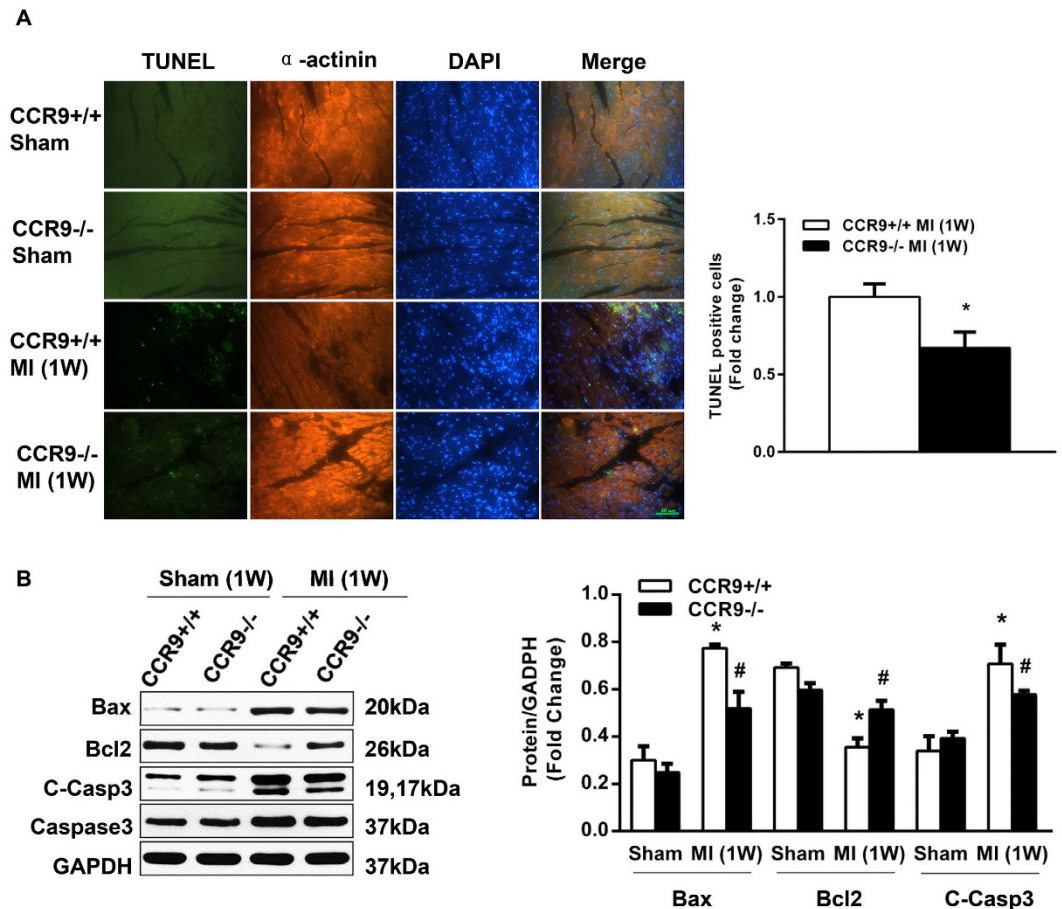 A
TUNEL α-actinin DAPI Merge
CCR9+/+
Sham
CCR9-/-
Sham
CCR9+/+
MI (1W)
CCR9-/-
MI (1W)
20 um
CCR9+/+ MI (1W)
CCR9-/- MI (1W)
TUNEL positive cells
(Fold change)
1.5
1.0
0.5
0.0
*
B
Sham (1W) MI (1W)
CCR9+/+ CCR9-/- CCR9+/+ CCR9-/-
Bax 20kDa
Bcl2 26kDa
C-Casp3 19,17kDa
Caspase3 37kDa
GAPDH 37kDa
CCR9+/+
CCR9-/-
Protein/GADPH
(Fold Change)
1.0
0.8
0.6
0.4
0.2
0.0
* # * # * #
Sham MI (1W) Sham MI (1W) Sham MI (1W)
Bax Bcl2 C-Casp3